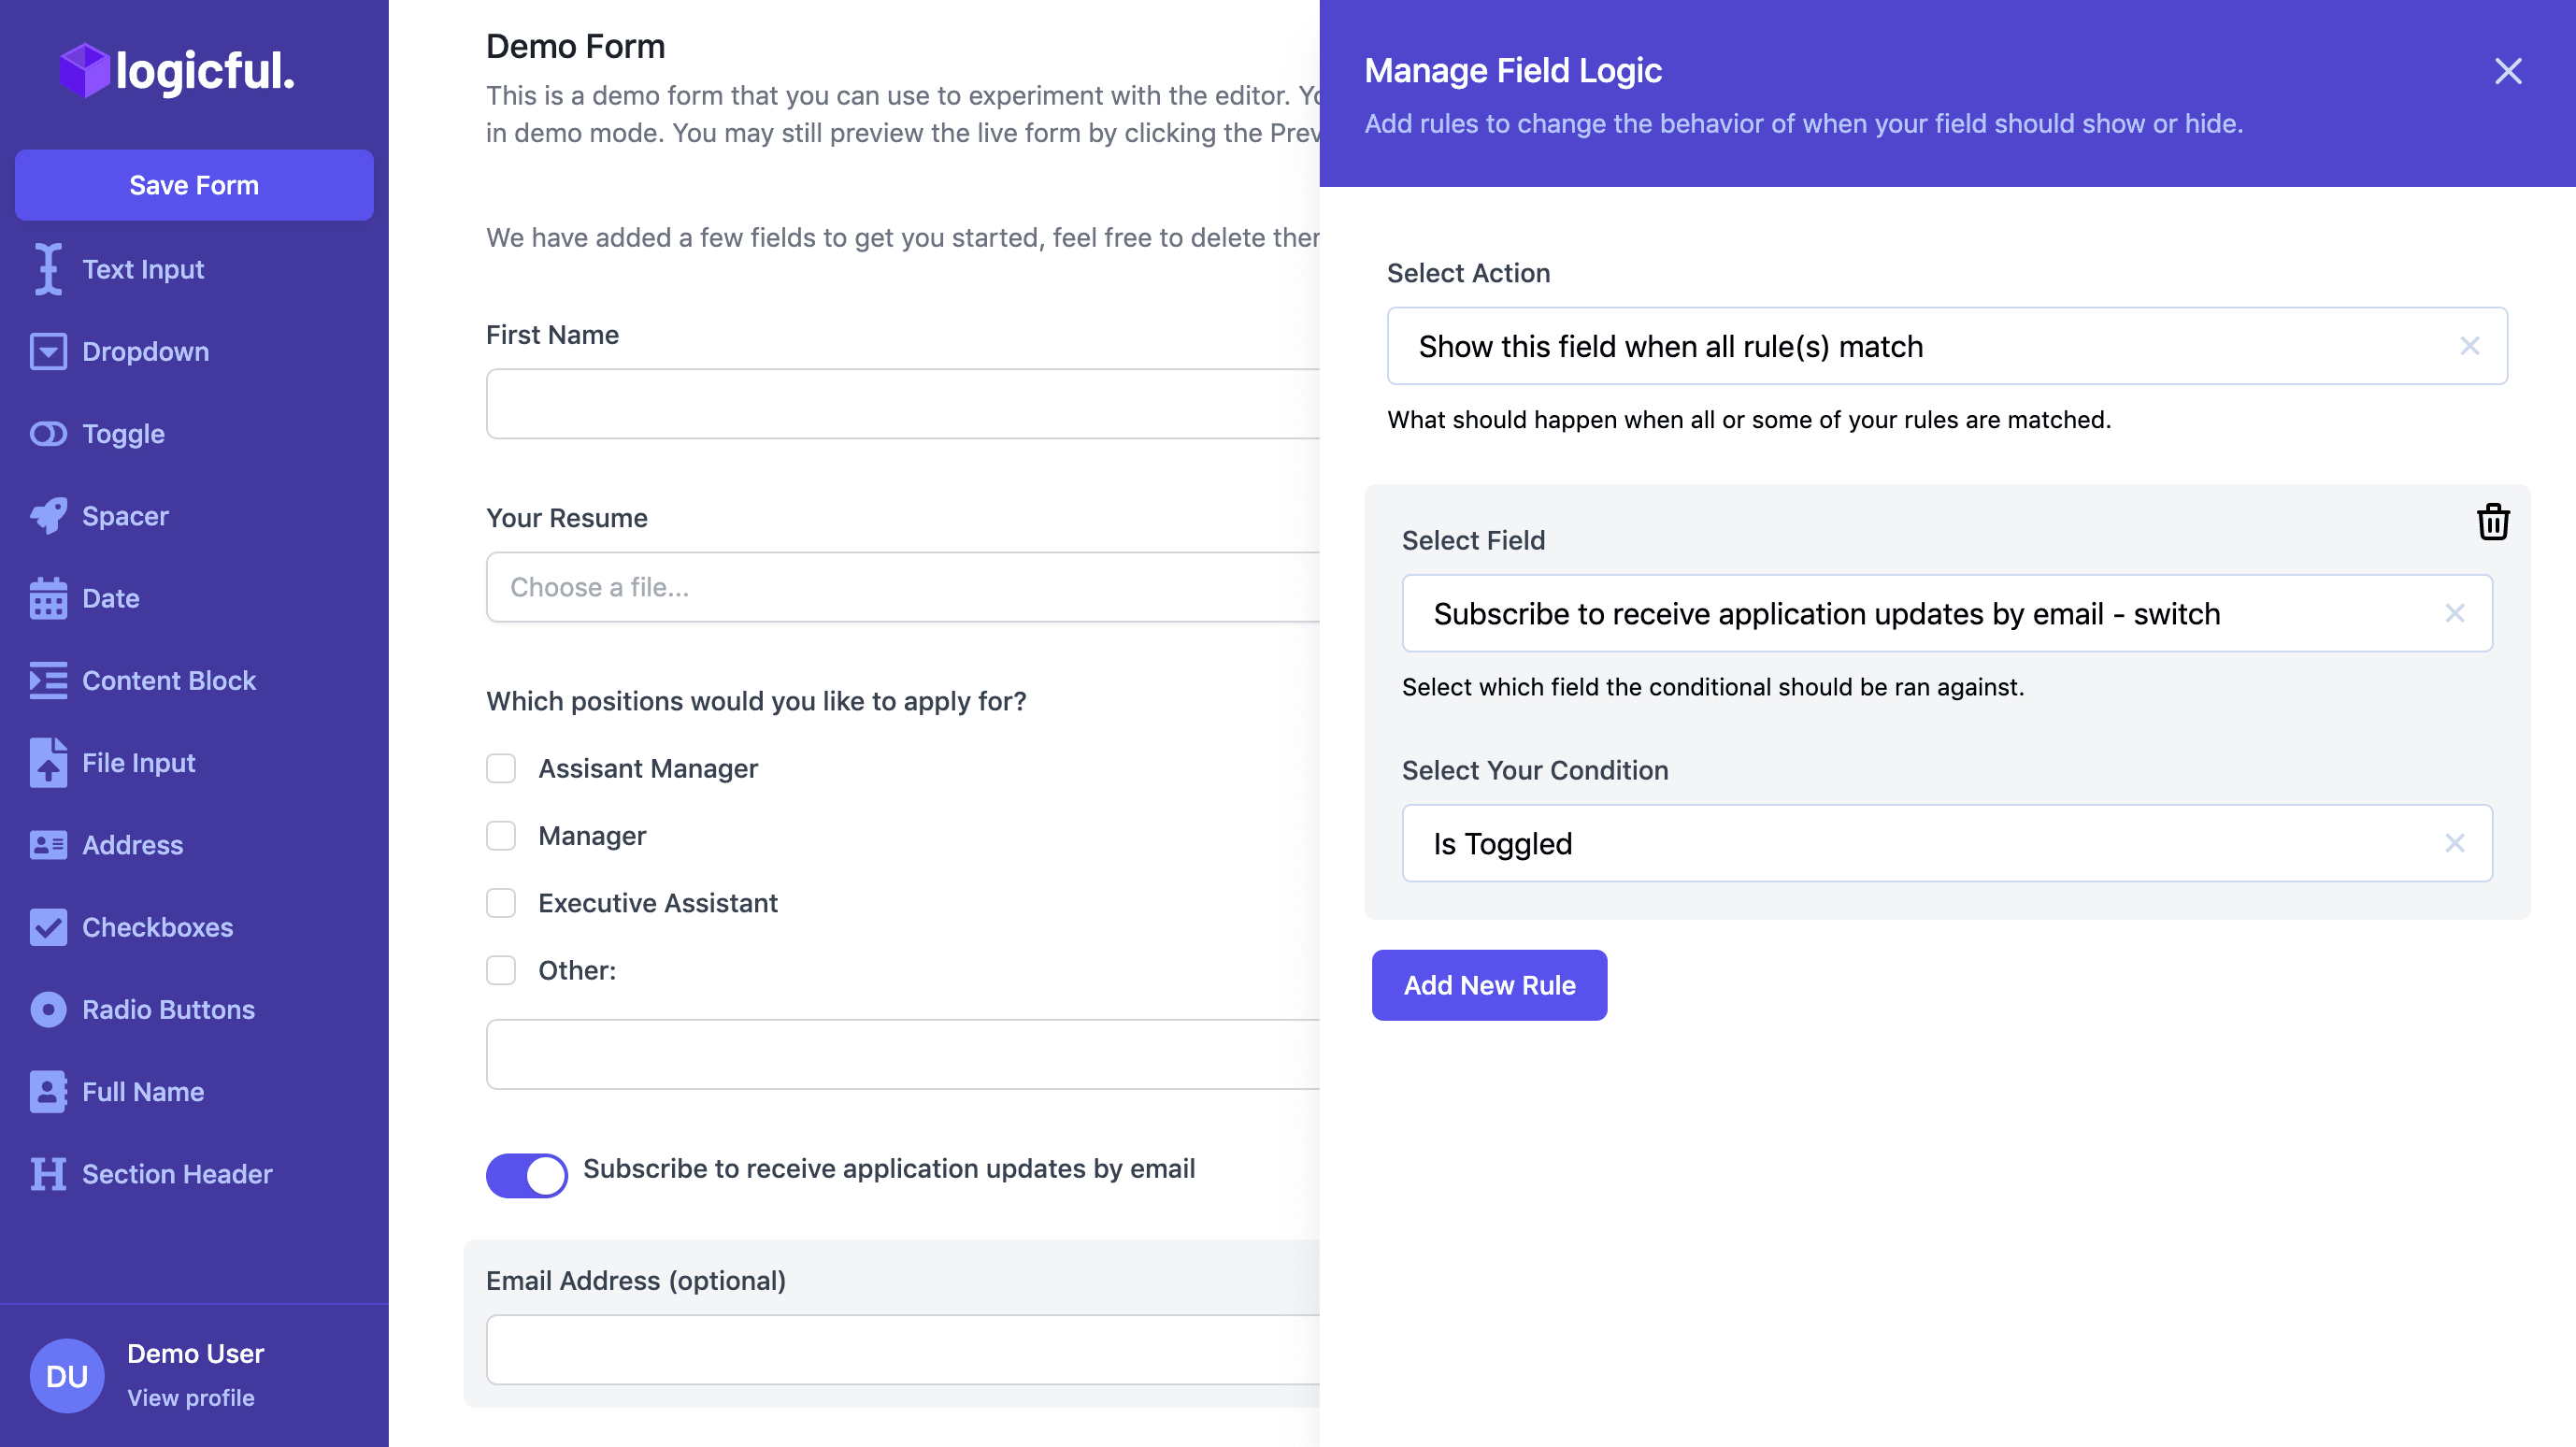 logicful.
Save Form
Text Input
Dropdown
Toggle
Spacer
Date
Content Block
File Input
Address
Checkboxes
Radio Buttons
Full Name
Section Header
DU
Demo User
View profile
Demo Form
This is a demo form that you can use to experiment with the editor.
in demo mode. You may still preview the live form by clicking the
We have added a few fields to get you started, feel free to delete
First Name
Your Resume
Choose a file...
Which positions would you like to apply for?
Assisant Manager
Manager
Executive Assistant
Other:
Subscribe to receive application updates by email
Email Address (optional)
Manage Field Logic
Add rules to change the behavior of when your field should show or hide.
Select Action
Show this field when all rule(s) match
What should happen when all or some of your rules are matched.
Select Field
Subscribe to receive application updates by email - switch
Select which field the conditional should be ran against.
Select Your Condition
Is Toggled
Add New Rule